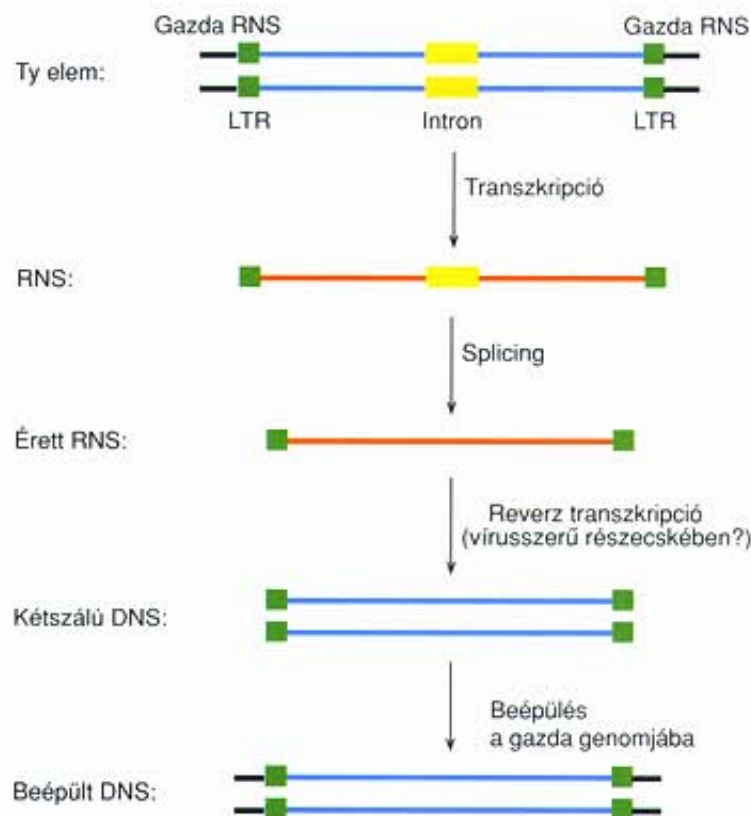 Gazda RNS
Gazda RNS
Ty elem:
LTR
Intron
LTR
Transzkripció
RNS:
Splicing
Érett RNS:
Reverz transzkripció
(vírusszerű részecskében?)
Kétszálú DNS:
Beépülés
a gazda genomjába
Beépült DNS: